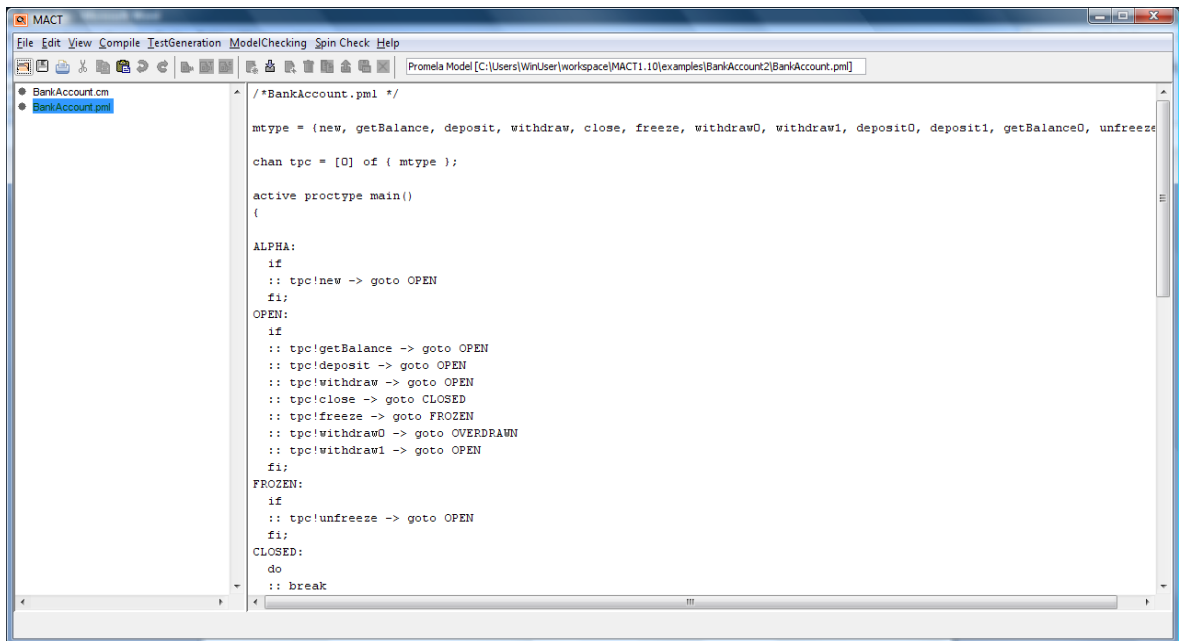 MACT
File Edit View Compile TestGeneration ModelChecking Spin Check Help
Promela Model [C:\Users\WinUser\workspace\MACT1.10\examples\BankAccount2\BankAccount.pml]
BankAccount.cm
BankAccount.pml
/*BankAccount.pml */
mtype = {new, getBalance, deposit, withdraw, close, freeze, withdraw0, withdraw1, deposit0, deposit1, getBalance0, unfreeze
chan tpc = [0] of { mtype };
active proctype main()
{
ALPHA:
if
:: tpc!new -> goto OPEN
fi;
OPEN:
if
:: tpc!getBalance -> goto OPEN
:: tpc!deposit -> goto OPEN
:: tpc!withdraw -> goto OPEN
:: tpc!close -> goto CLOSED
:: tpc!freeze -> goto FROZEN
:: tpc!withdraw0 -> goto OVERDRAWN
:: tpc!withdraw1 -> goto OPEN
fi;
FROZEN:
if
:: tpc!unfreeze -> goto OPEN
fi;
CLOSED:
do
:: break